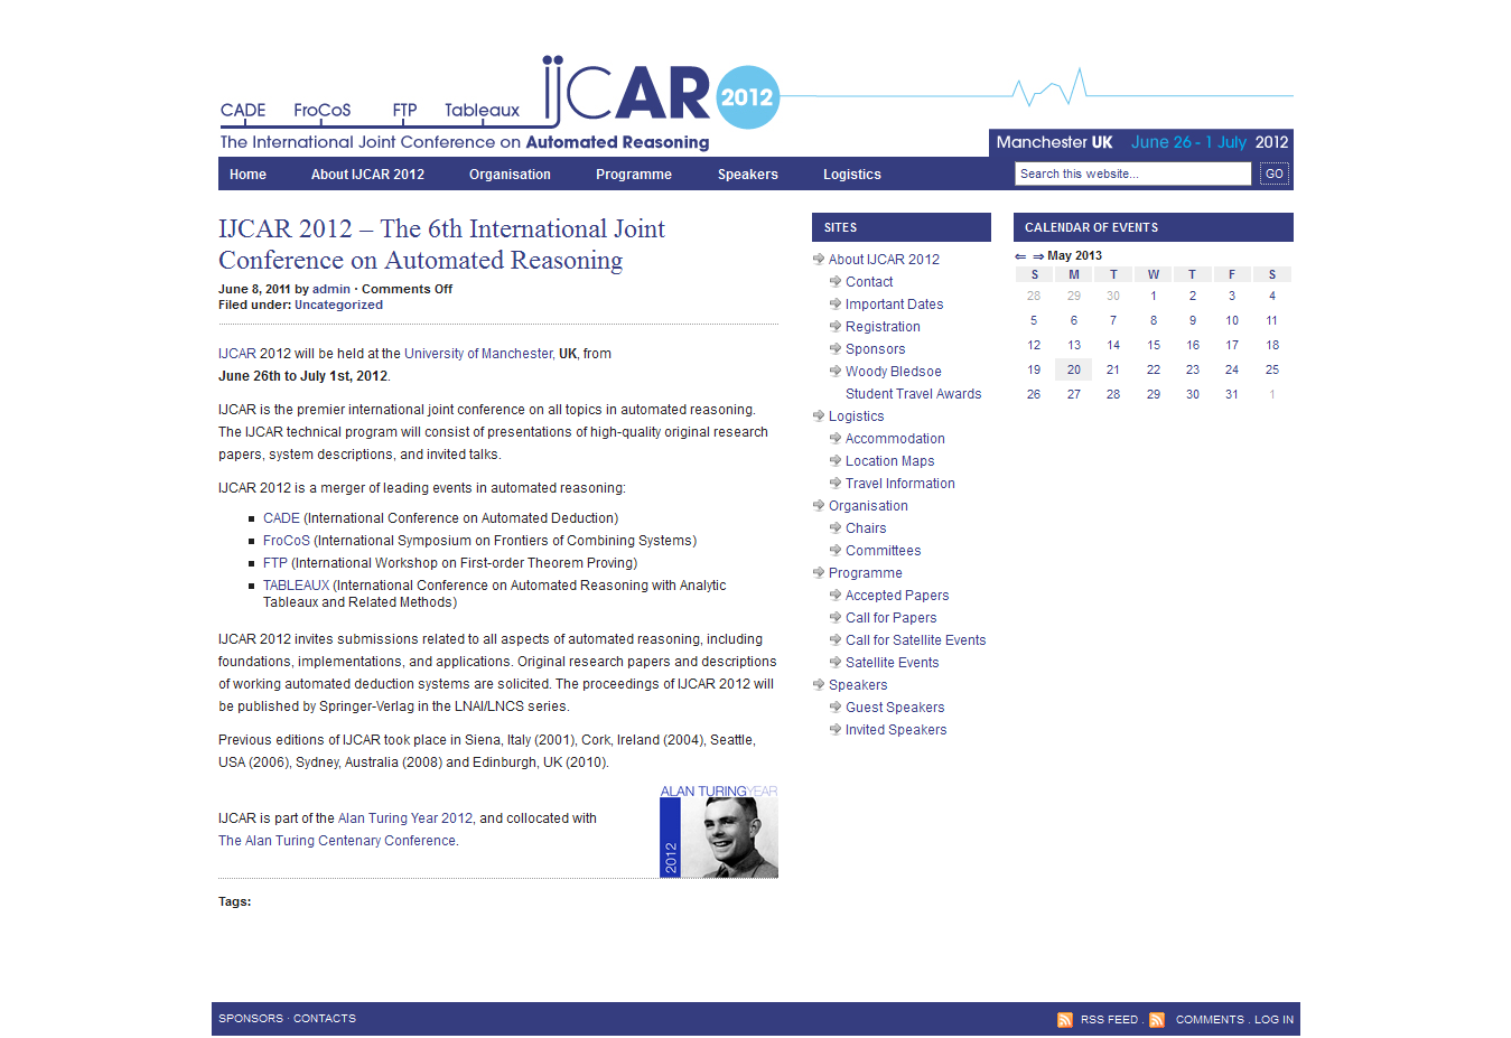 CADE FroCoS FTP Tableaux ijCAR 2012
The International Joint Conference on Automated Reasoning
Manchester UK June 26 - 1 July 2012
Home About IJCAR 2012 Organisation Programme Speakers Logistics
Search this website... GO
IJCAR 2012 – The 6th International Joint
Conference on Automated Reasoning
June 8, 2011 by admin · Comments Off
Filed under: Uncategorized
IJCAR 2012 will be held at the University of Manchester, UK, from
June 26th to July 1st, 2012.
IJCAR is the premier international joint conference on all topics in automated reasoning.
The IJCAR technical program will consist of presentations of high-quality original research
papers, system descriptions, and invited talks.
IJCAR 2012 is a merger of leading events in automated reasoning:
CADE (International Conference on Automated Deduction)
FroCoS (International Symposium on Frontiers of Combining Systems)
FTP (International Workshop on First-order Theorem Proving)
TABLEAUX (International Conference on Automated Reasoning with Analytic
Tableaux and Related Methods)
IJCAR 2012 invites submissions related to all aspects of automated reasoning, including
foundations, implementations, and applications. Original research papers and descriptions
of working automated deduction systems are solicited. The proceedings of IJCAR 2012 will
be published by Springer-Verlag in the LNAI/LNCS series.
Previous editions of IJCAR took place in Siena, Italy (2001), Cork, Ireland (2004), Seattle,
USA (2006), Sydney, Australia (2008) and Edinburgh, UK (2010).
ALAN TURINGYEAR
2012
IJCAR is part of the Alan Turing Year 2012, and collocated with
The Alan Turing Centenary Conference.
Tags:
SITES
About IJCAR 2012
Contact
Important Dates
Registration
Sponsors
Woody Bledsoe
Student Travel Awards
Logistics
Accommodation
Location Maps
Travel Information
Organisation
Chairs
Committees
Programme
Accepted Papers
Call for Papers
Call for Satellite Events
Satellite Events
Speakers
Guest Speakers
Invited Speakers
CALENDAR OF EVENTS
⇐ ⇒ May 2013
S M T W T F S
28 29 30 1 2 3 4
5 6 7 8 9 10 11
12 13 14 15 16 17 18
19 20 21 22 23 24 25
26 27 28 29 30 31 1
SPONSORS · CONTACTS
RSS FEED . COMMENTS . LOG IN